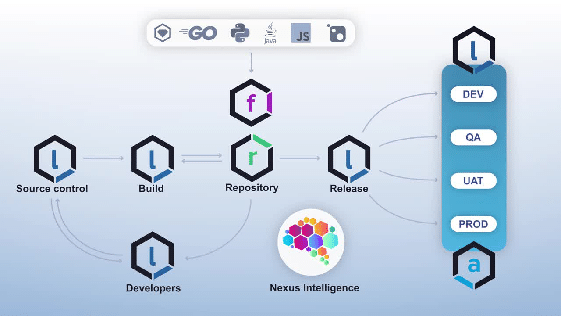 GO
Java
JS
l
DEV
f
QA
l
l
r
l
Source control
Build
Repository
Release
UAT
PROD
l
a
Developers
Nexus Intelligence